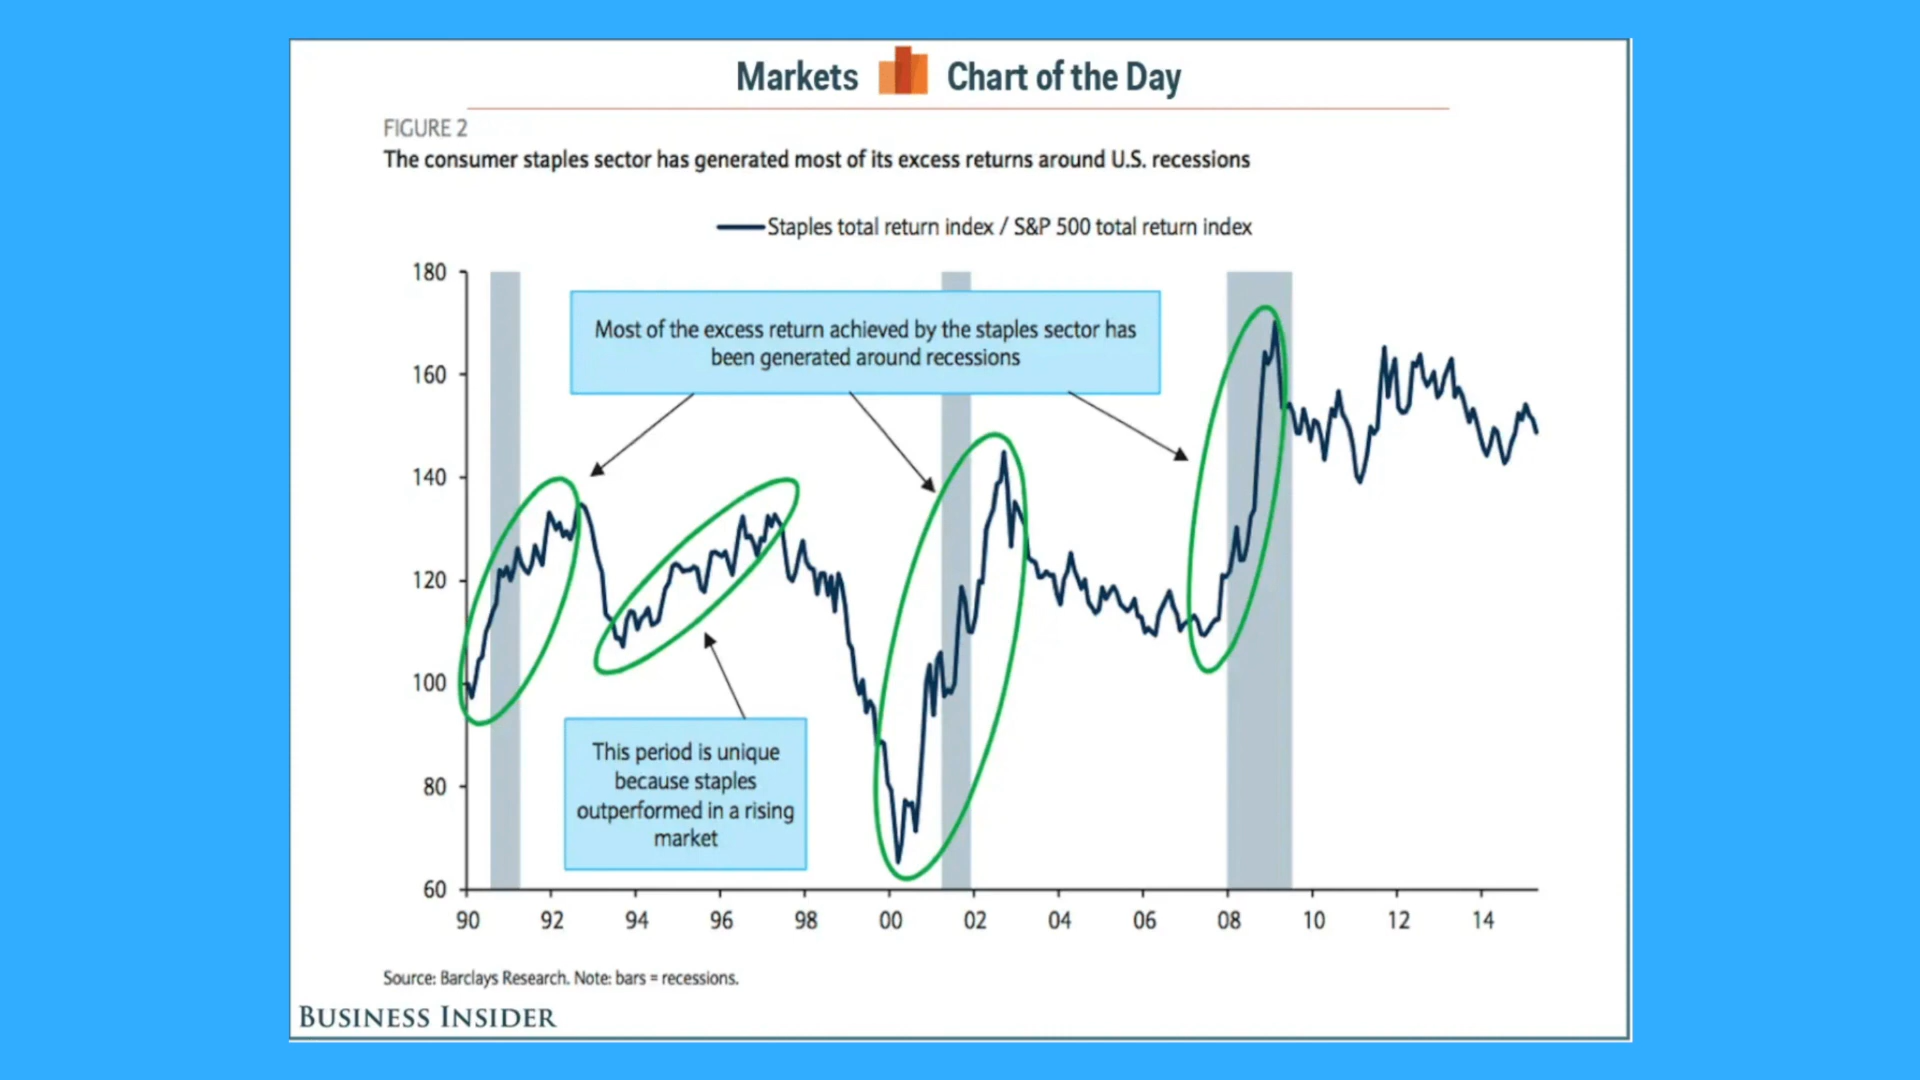 Markets Chart of the Day
FIGURE 2
The consumer staples sector has generated most of its excess returns around U.S. recessions
Staples total return index / S&P 500 total return index
180
160
140
120
100
80
60
Most of the excess return achieved by the staples sector has
been generated around recessions
This period is unique
because staples
outperformed in a rising
market
90 92 94 96 98 00 02 04 06 08 10 12 14
Source: Barclays Research. Note: bars = recessions.
BUSINESS INSIDER